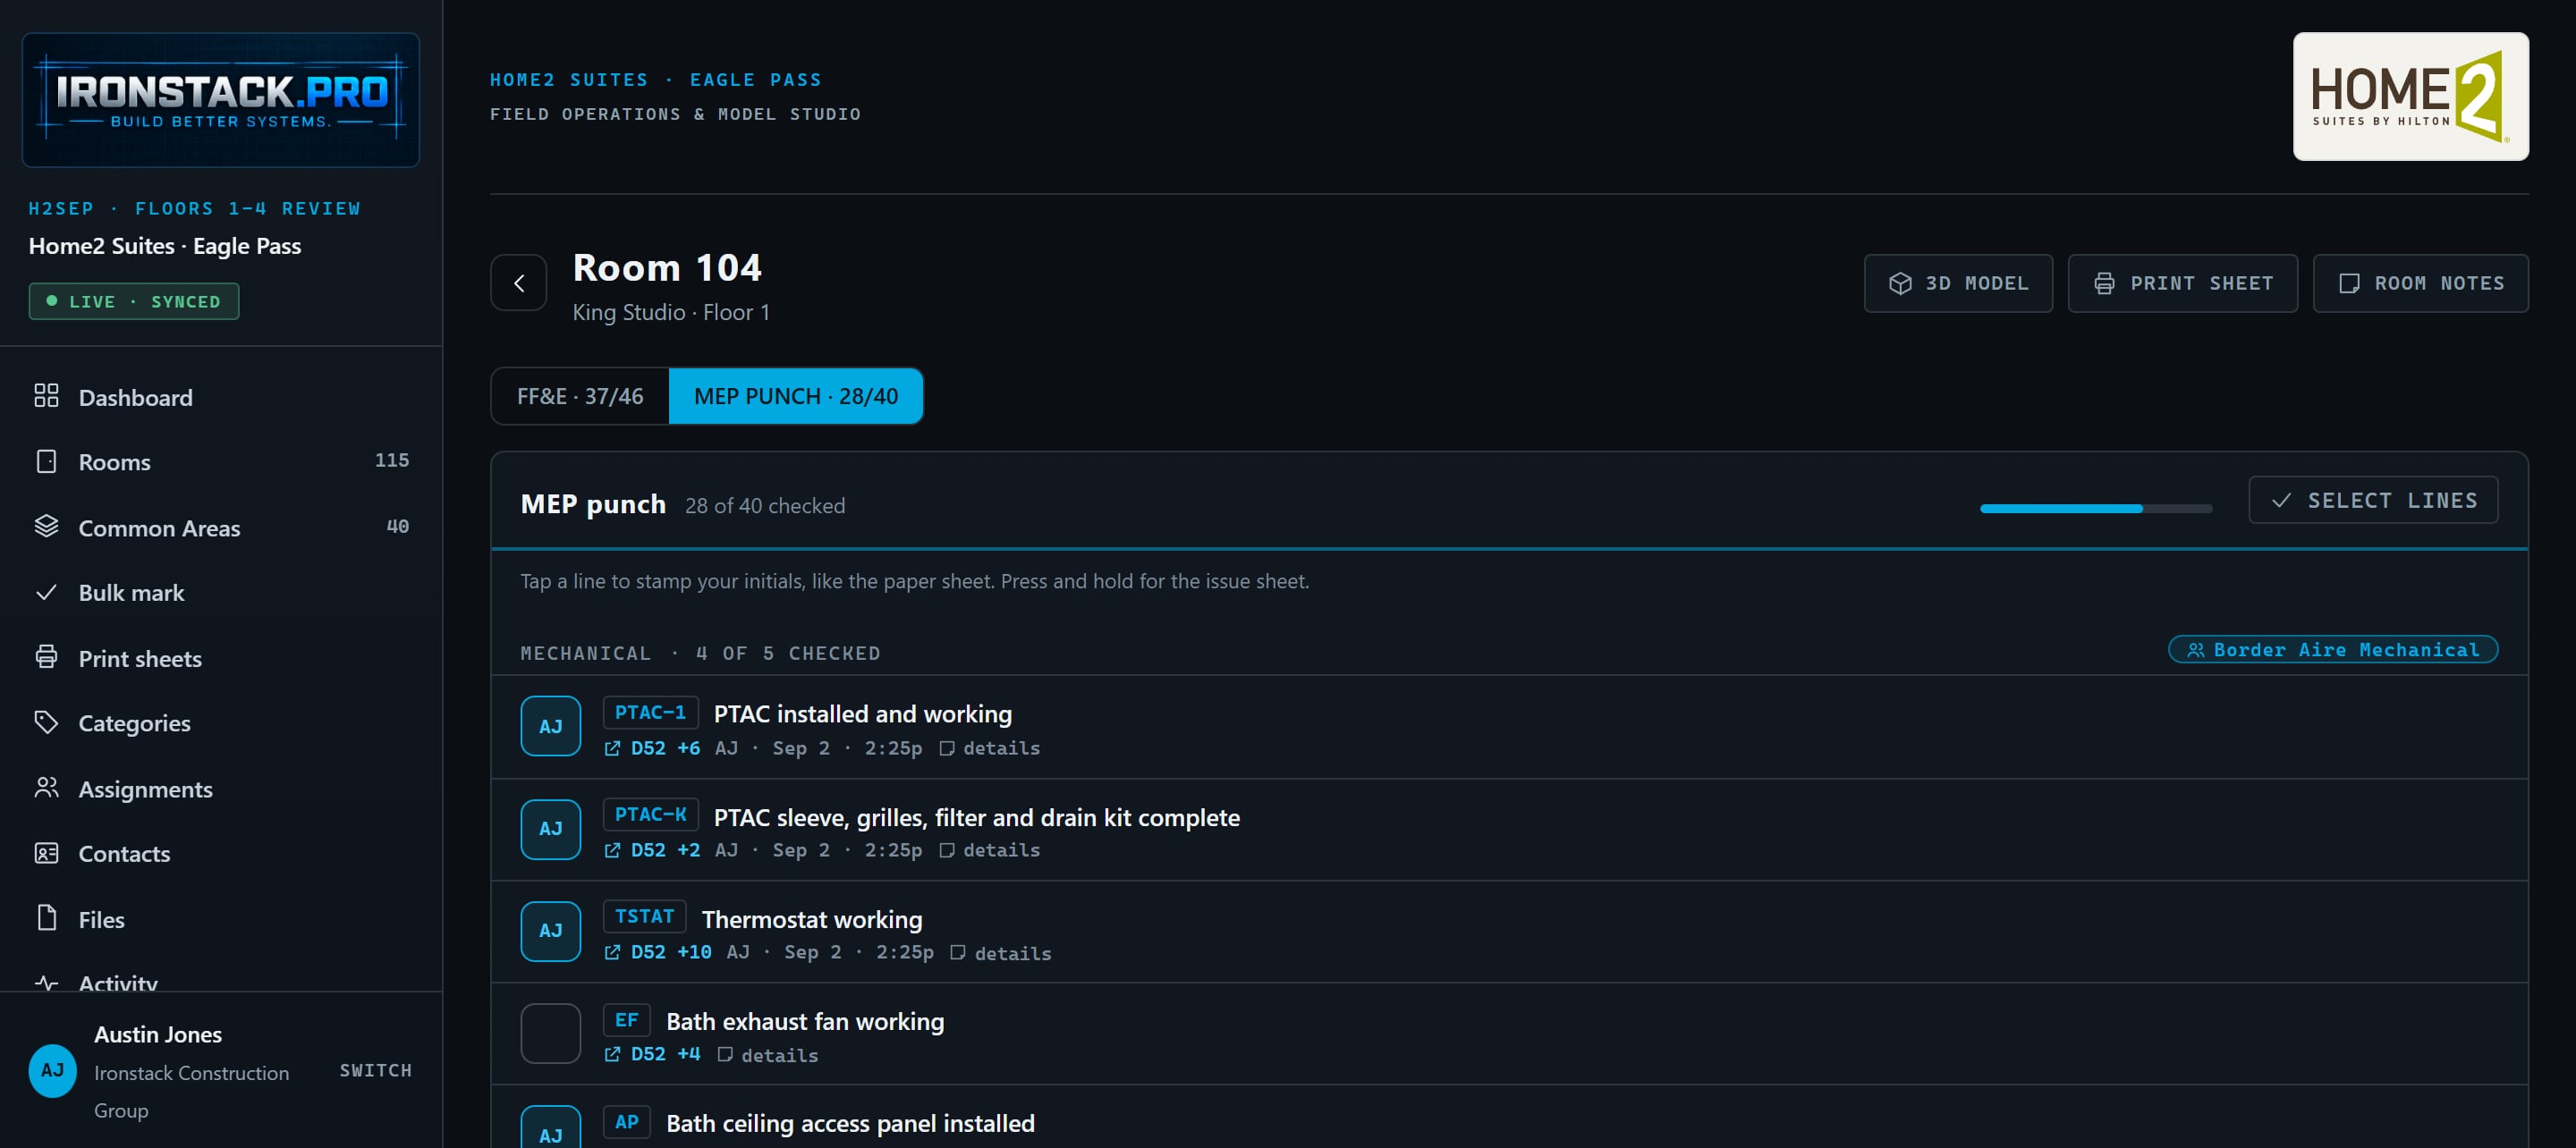 IRONSTACK.PRO
BUILD BETTER SYSTEMS.
H2SEP · FLOORS 1–4 REVIEW
Home2 Suites · Eagle Pass
LIVE · SYNCED
Dashboard
Rooms 115
Common Areas 40
Bulk mark
Print sheets
Categories
Assignments
Contacts
Files
Activity
AJ
Austin Jones
Ironstack Construction
Group
SWITCH
HOME2 SUITES · EAGLE PASS
FIELD OPERATIONS & MODEL STUDIO
HOME2
SUITES BY HILTON
®
Room 104
King Studio · Floor 1
3D MODEL
PRINT SHEET
ROOM NOTES
FF&E · 37/46
MEP PUNCH · 28/40
MEP punch 28 of 40 checked
SELECT LINES
Tap a line to stamp your initials, like the paper sheet. Press and hold for the issue sheet.
MECHANICAL · 4 OF 5 CHECKED
Border Aire Mechanical
AJ PTAC–1 PTAC installed and working
D52 +6 AJ · Sep 2 · 2:25p details
AJ PTAC–K PTAC sleeve, grilles, filter and drain kit complete
D52 +2 AJ · Sep 2 · 2:25p details
AJ TSTAT Thermostat working
D52 +10 AJ · Sep 2 · 2:25p details
EF Bath exhaust fan working
D52 +4 details
AJ AP Bath ceiling access panel installed